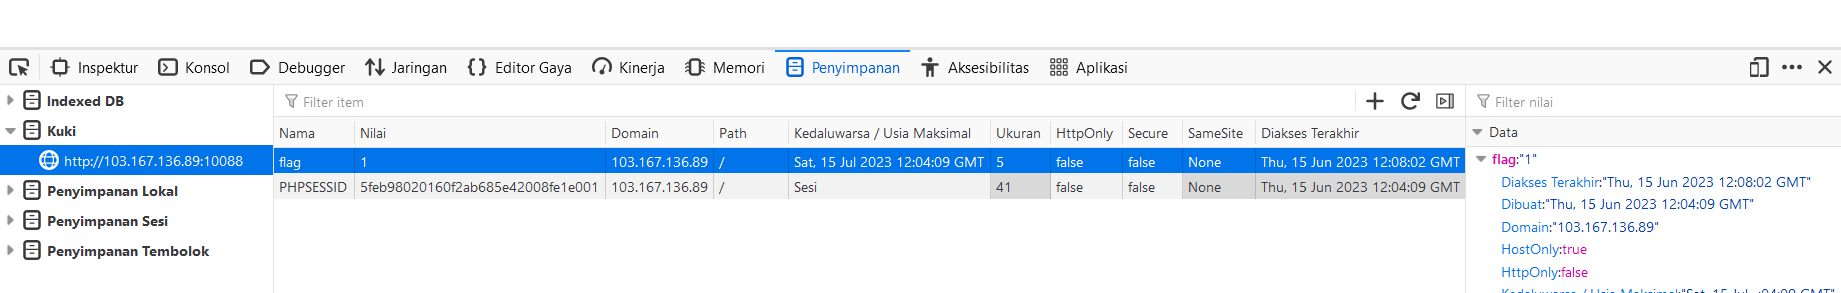 Inspektur Konsol Debugger Jaringan Editor Gaya Kinerja Memori Penyimpanan Aksesibilitas Aplikasi
Indexed DB
Kuki
http://103.167.136.89:10088
Penyimpanan Lokal
Penyimpanan Sesi
Penyimpanan Tembolok
Filter item
Nama Nilai Domain Path Kedaluwarsa / Usia Maksimal Ukuran HttpOnly Secure SameSite Diakses Terakhir
flag 1 103.167.136.89 / Sat, 15 Jul 2023 12:04:09 GMT 5 false false None Thu, 15 Jun 2023 12:08:02 GMT
PHPSESSID 5feb98020160f2ab685e42008fe1e001 103.167.136.89 / Sesi 41 false false None Thu, 15 Jun 2023 12:04:09 GMT
Filter nilai
Data
flag:"1"
Diakses Terakhir:"Thu, 15 Jun 2023 12:08:02 GMT"
Dibuat:"Thu, 15 Jun 2023 12:04:09 GMT"
Domain:"103.167.136.89"
HostOnly:true
HttpOnly:false